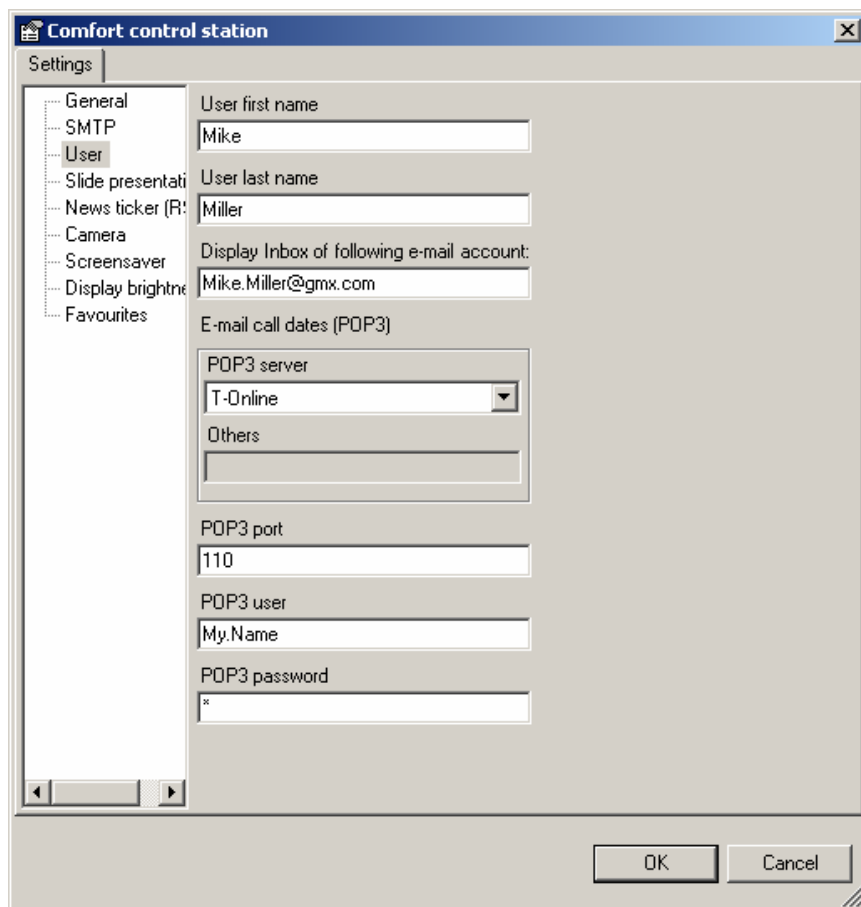 Comfort control station
Settings
General
SMTP
User
Slide presentati
News ticker (RS
Camera
Screensaver
Display brightne
Favourites
User first name
Mike
User last name
Miller
Display Inbox of following e-mail account:
Mike.Miller@gmx.com
E-mail call dates (POP3)
POP3 server
T-Online
Others
POP3 port
110
POP3 user
My.Name
POP3 password
*
OK
Cancel